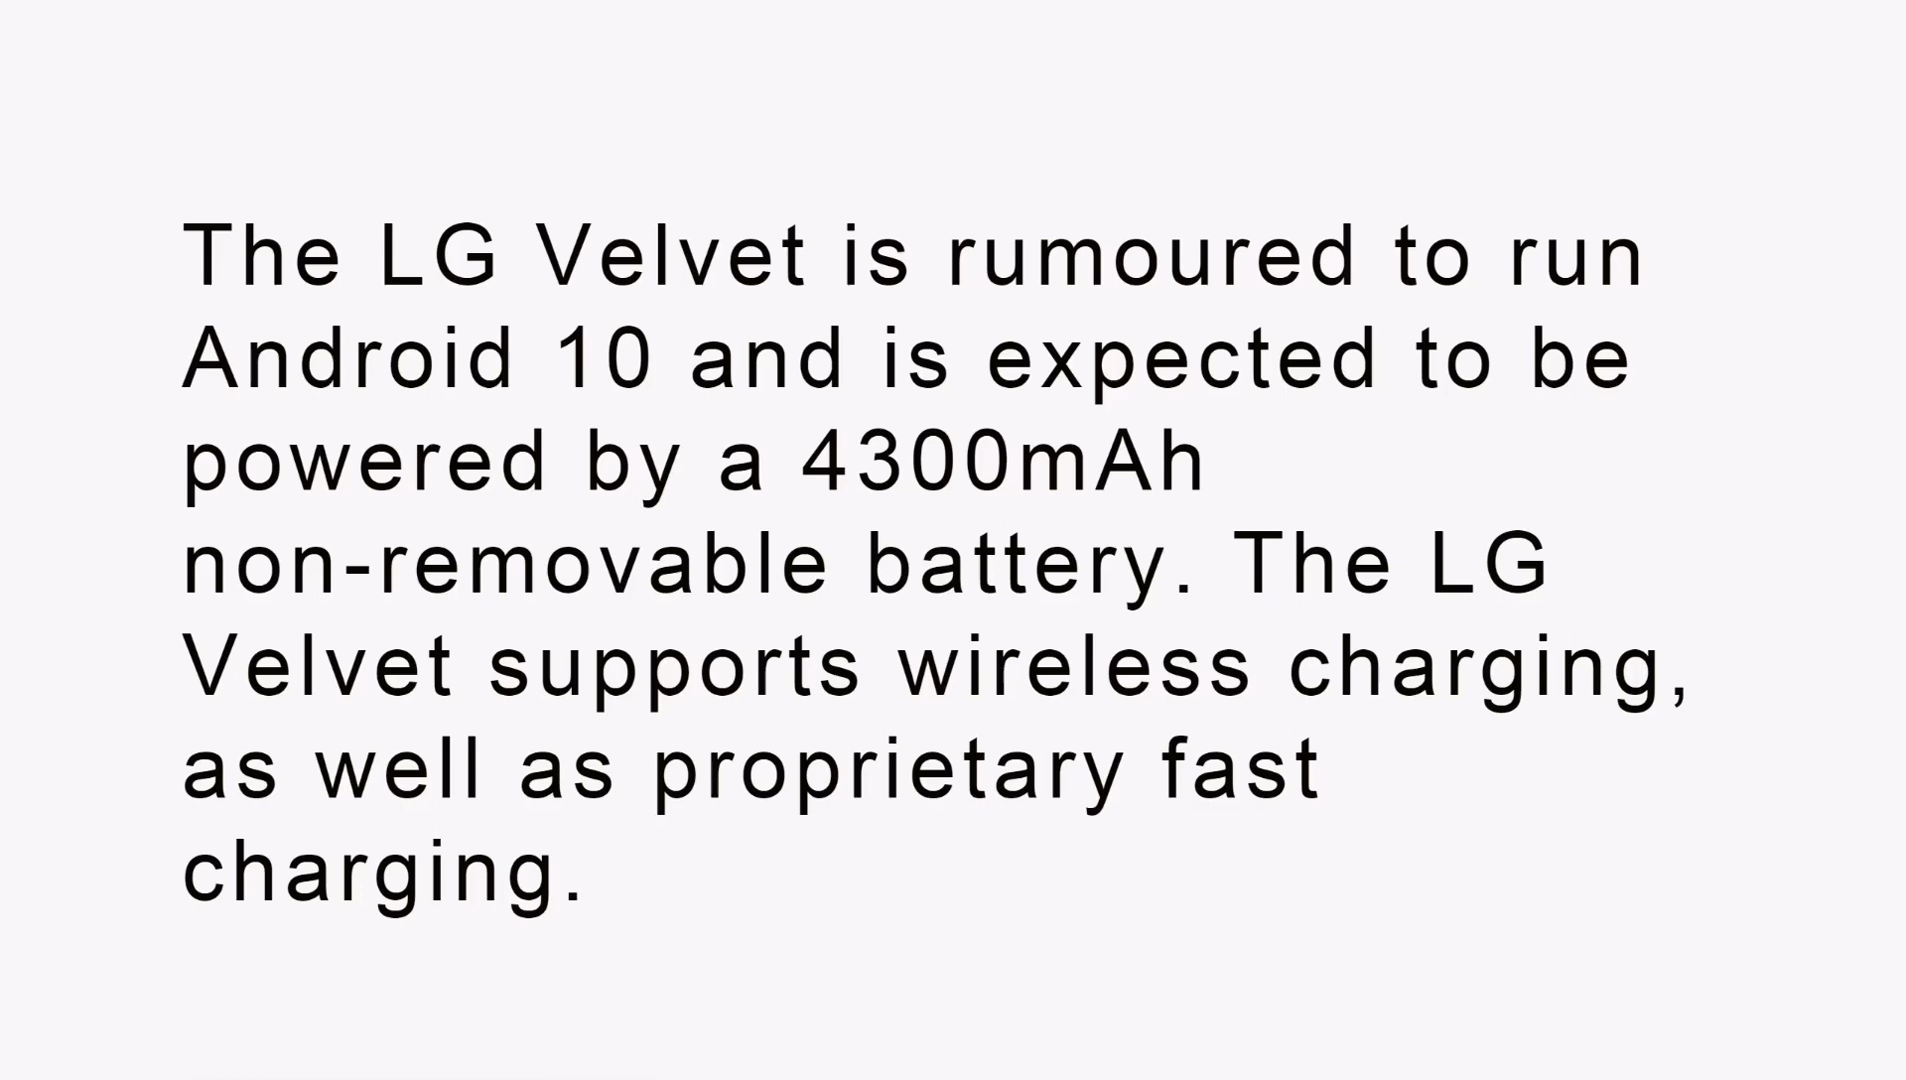 The LG Velvet is rumoured to run
Android 10 and is expected to be
powered by a 4300mAh
non-removable battery. The LG
Velvet supports wireless charging,
as well as proprietary fast
charging.